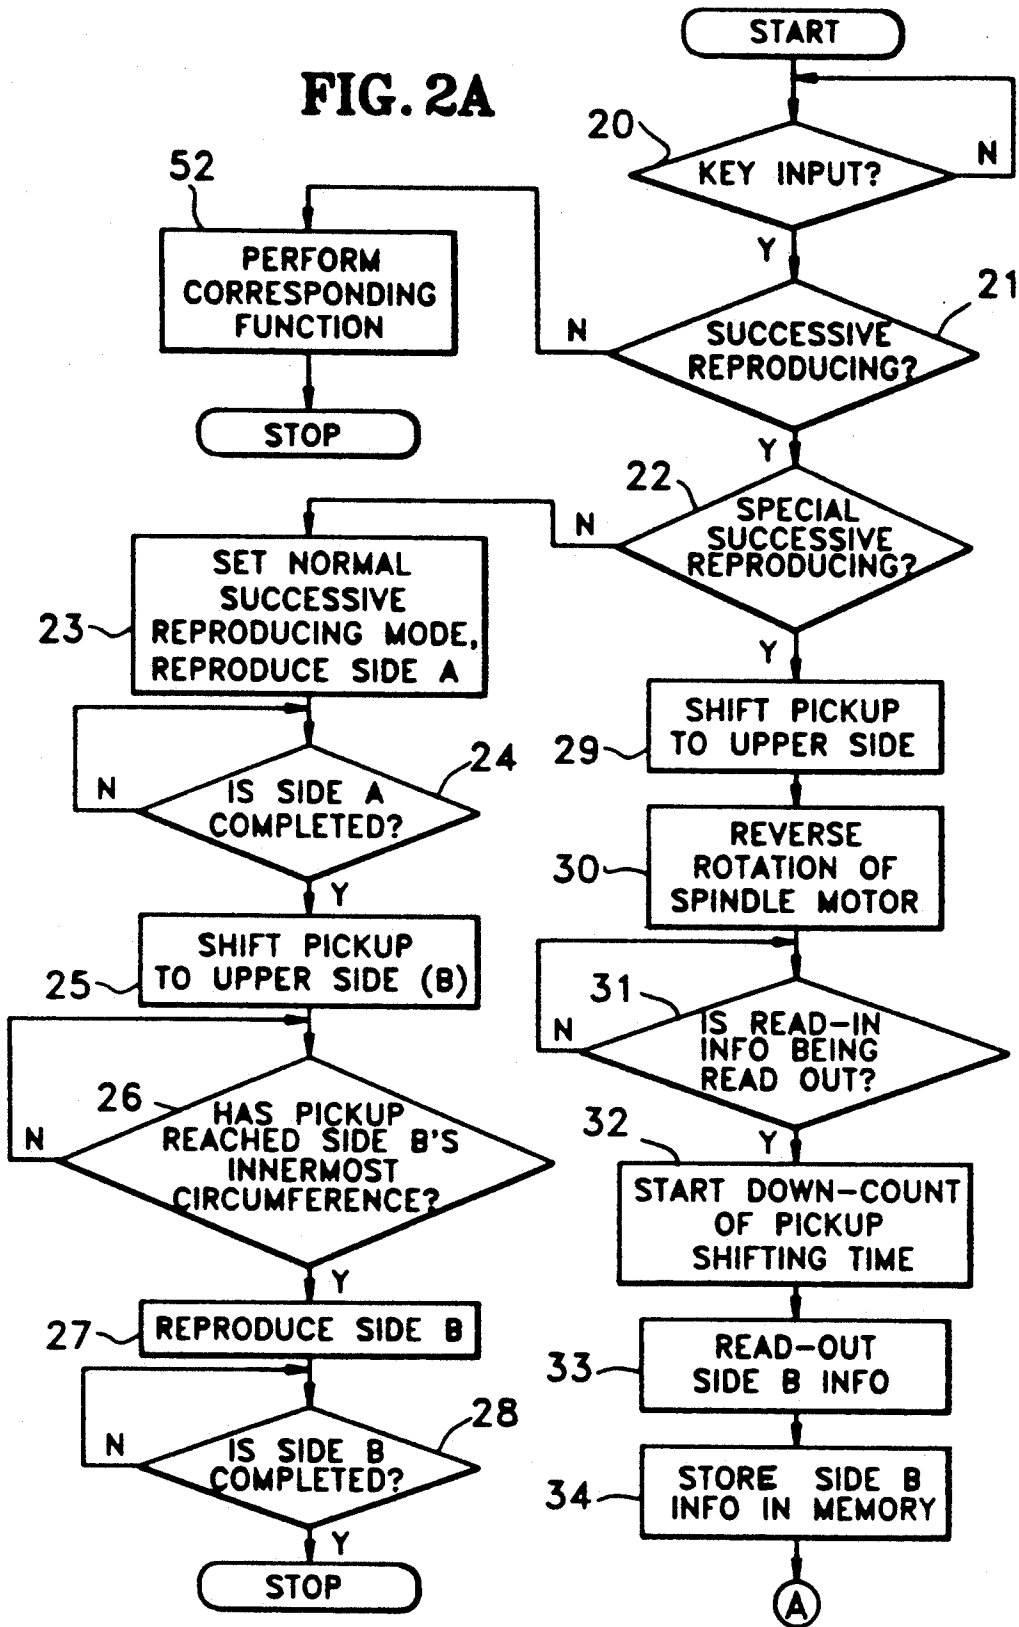 FIG. 2A
START
20
KEY INPUT?
N
Y
21
SUCCESSIVE
REPRODUCING?
N
Y
52
PERFORM
CORRESPONDING
FUNCTION
STOP
22
SPECIAL
SUCCESSIVE
REPRODUCING?
N
Y
23
SET NORMAL
SUCCESSIVE
REPRODUCING MODE,
REPRODUCE SIDE A
24
IS SIDE A
COMPLETED?
N
Y
25
SHIFT PICKUP
TO UPPER SIDE (B)
26
HAS PICKUP
REACHED SIDE B'S
INNERMOST
CIRCUMFERENCE?
N
Y
27
REPRODUCE SIDE B
28
IS SIDE B
COMPLETED?
N
Y
STOP
29
SHIFT PICKUP
TO UPPER SIDE
30
REVERSE
ROTATION OF
SPINDLE MOTOR
31
IS READ-IN
INFO BEING
READ OUT?
N
Y
32
START DOWN-COUNT
OF PICKUP
SHIFTING TIME
33
READ-OUT
SIDE B INFO
34
STORE SIDE B
INFO IN MEMORY
A